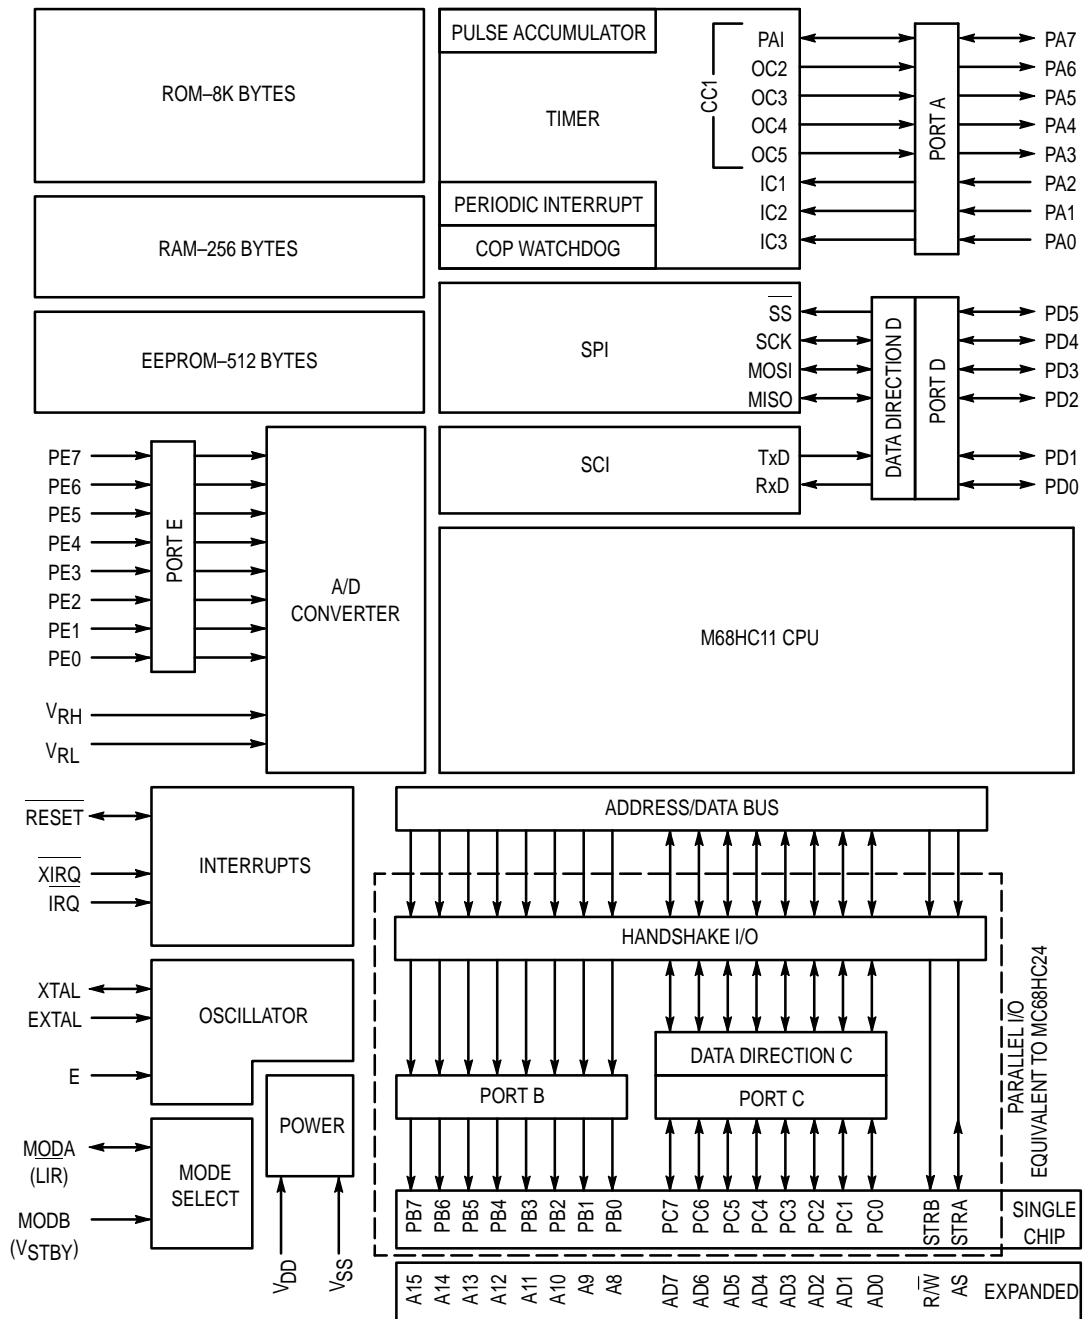 ROM–8K BYTES
RAM–256 BYTES
EEPROM–512 BYTES
PULSE ACCUMULATOR
TIMER
PERIODIC INTERRUPT
COP WATCHDOG
CC1
PAI
OC2
OC3
OC4
OC5
IC1
IC2
IC3
PORT A
PA7
PA6
PA5
PA4
PA3
PA2
PA1
PA0
SPI
SS
SCK
MOSI
MISO
SCI
TxD
RxD
DATA DIRECTION D
PORT D
PD5
PD4
PD3
PD2
PD1
PD0
PE7
PE6
PE5
PE4
PE3
PE2
PE1
PE0
PORT E
VRH
VRL
A/D
CONVERTER
M68HC11 CPU
RESET
XIRQ
IRQ
INTERRUPTS
XTAL
EXTAL
E
OSCILLATOR
MODA
(LIR)
MODB
(VSTBY)
MODE
SELECT
POWER
VDD
VSS
ADDRESS/DATA BUS
HANDSHAKE I/O
DATA DIRECTION C
PORT B
PORT C
PARALLEL I/O
EQUIVALENT TO MC68HC24
PB7
PB6
PB5
PB4
PB3
PB2
PB1
PB0
PC7
PC6
PC5
PC4
PC3
PC2
PC1
PC0
STRB
STRA
SINGLE
CHIP
A15
A14
A13
A12
A11
A10
A9
A8
AD7
AD6
AD5
AD4
AD3
AD2
AD1
AD0
R/W
AS
EXPANDED